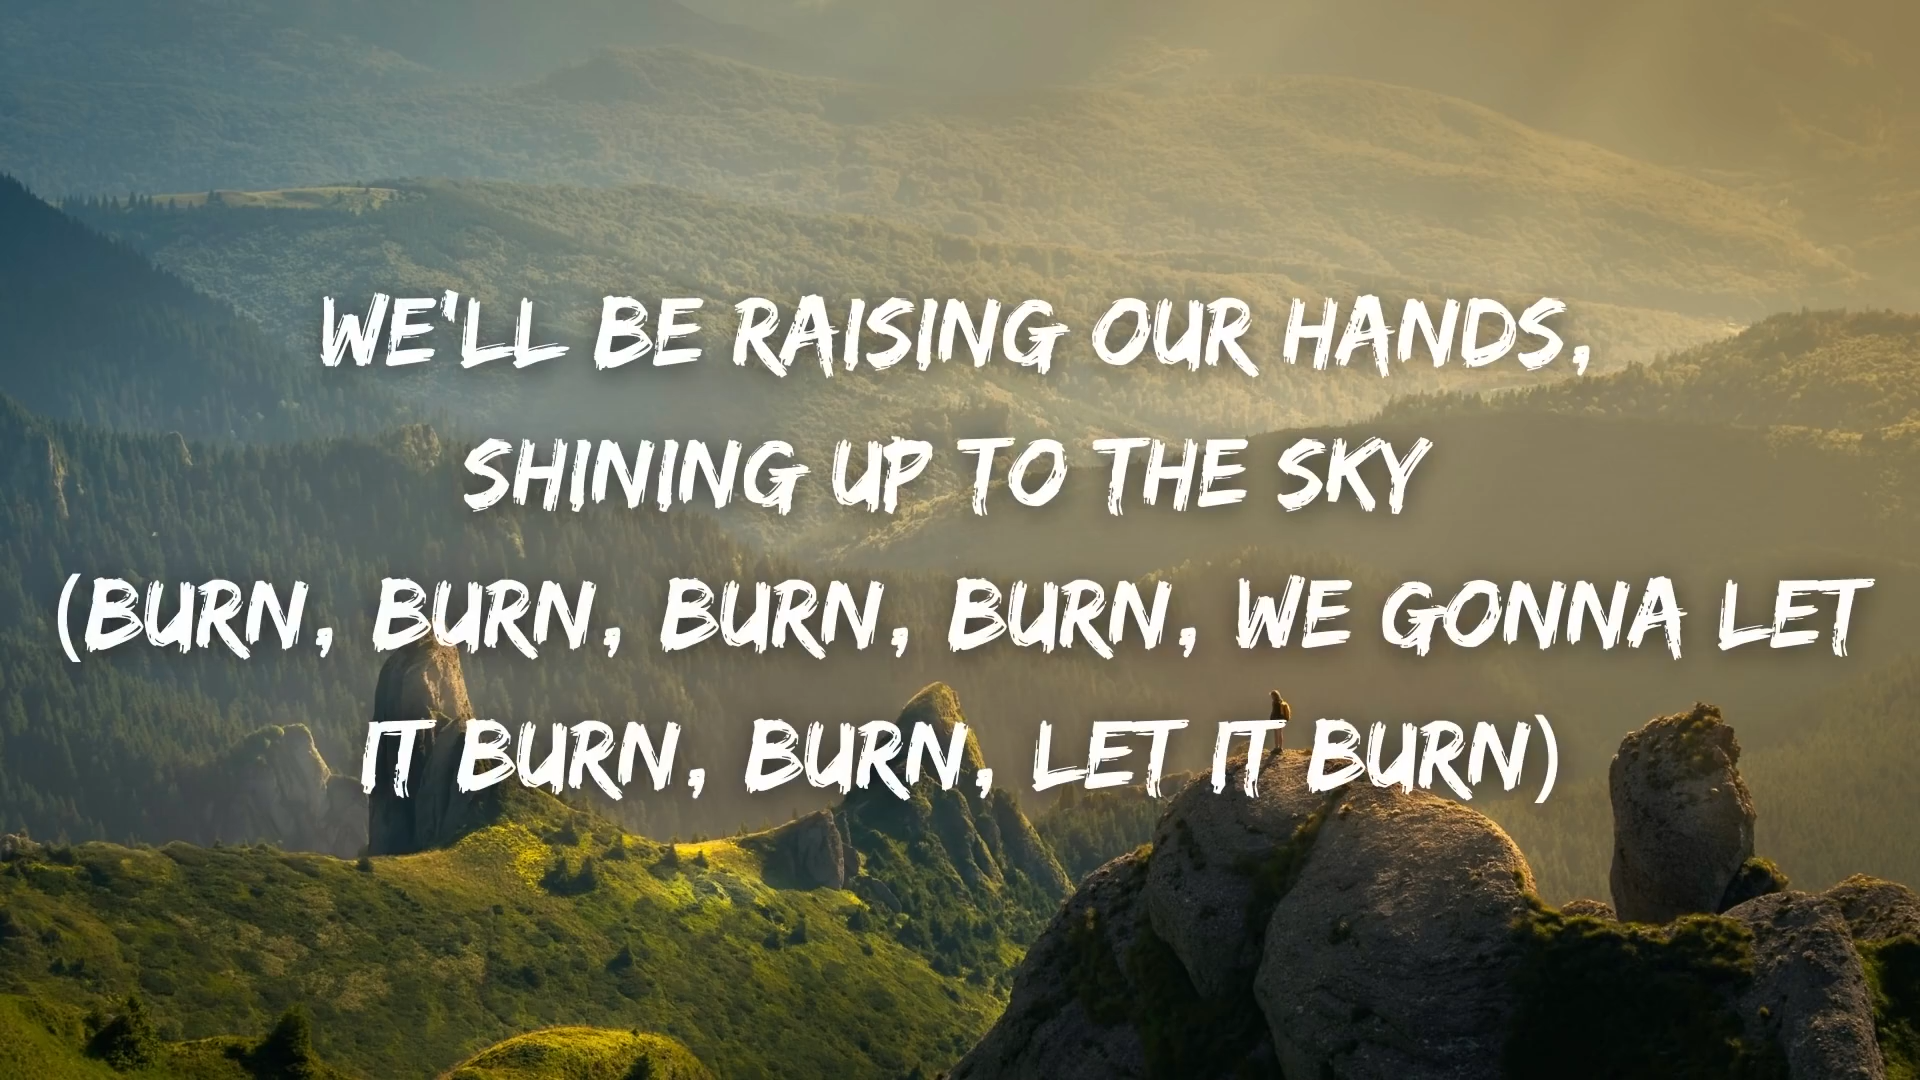 WE'LL BE RAISING OUR HANDS,
SHINING UP TO THE SKY
(BURN, BURN, BURN, BURN, WE GONNA LET
IT BURN, BURN, LET IT BURN)